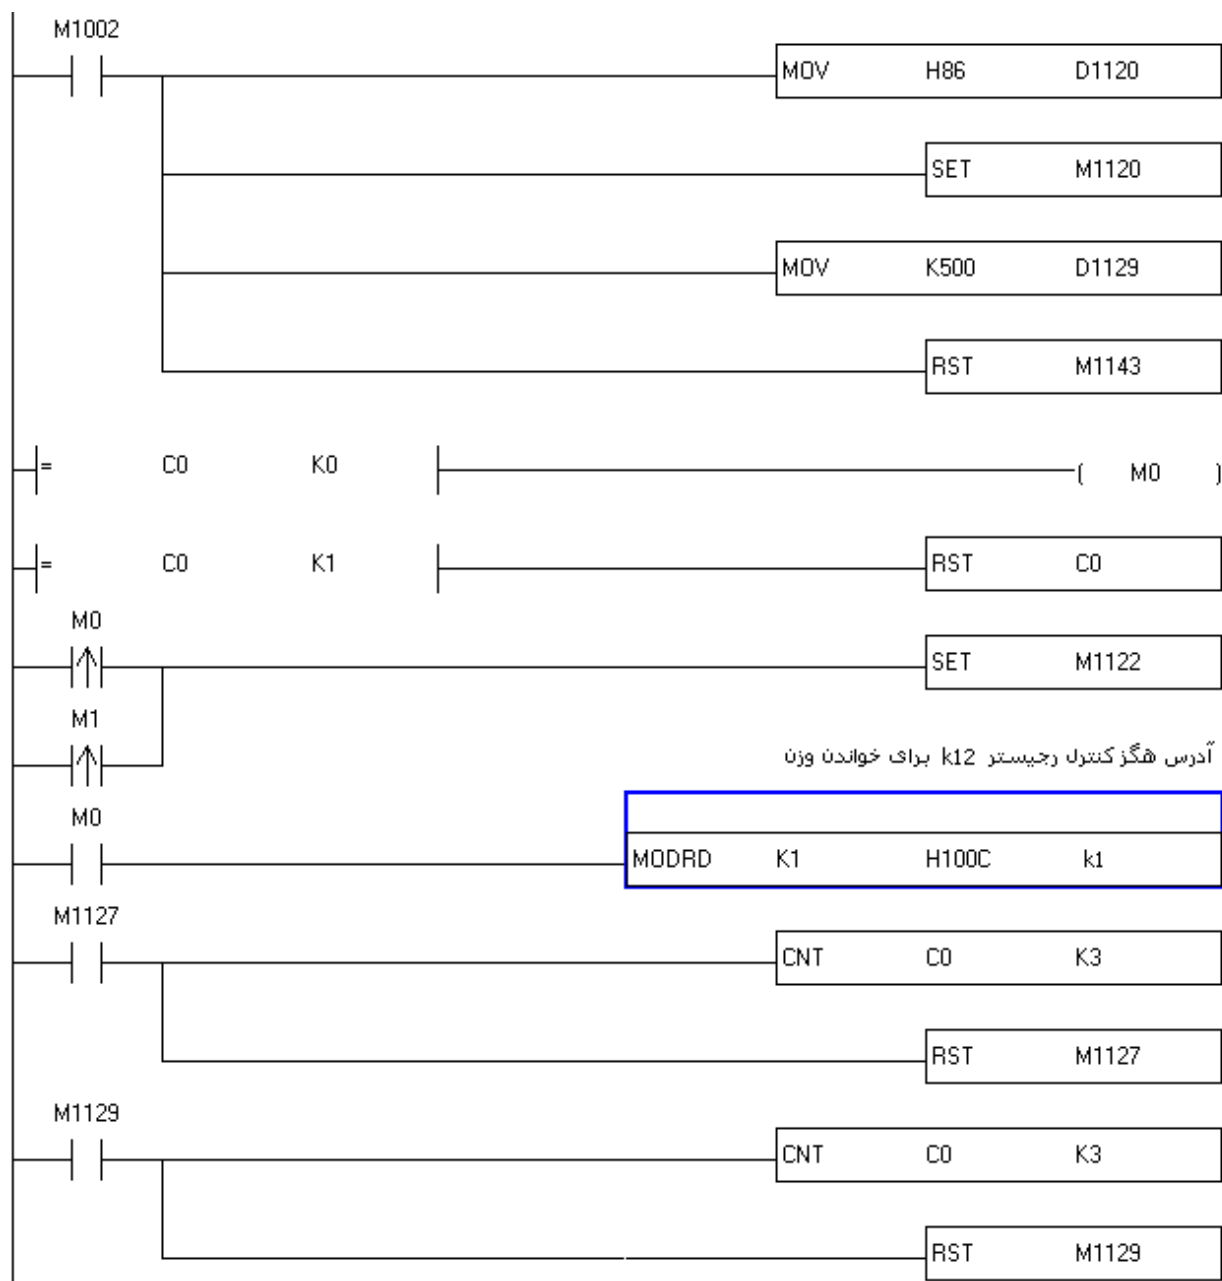 M1002
MOV H86 D1120
SET M1120
MOV K500 D1129
RST M1143
= C0 K0 ( M0 )
= C0 K1 RST C0
M0
SET M1122
M1
آدرس هگز کنترل رجیستر k12 برای خواندن وزن
M0
MODRD K1 H100C k1
M1127
CNT C0 K3
RST M1127
M1129
CNT C0 K3
RST M1129